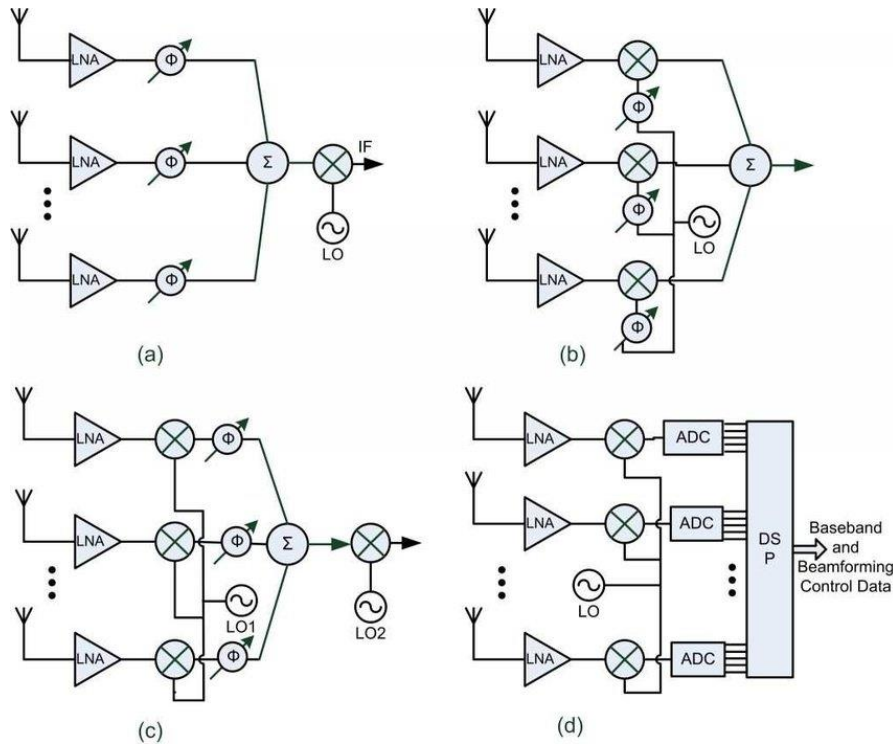 LNA
Φ
LNA
Φ
Σ
IF
LNA
Φ
LO
(a)
LNA
Φ
LNA
Σ
Φ
LO
LNA
Φ
(b)
LNA
Φ
LNA
Φ
Σ
LO1
LO2
LNA
Φ
(c)
LNA
ADC
LNA
ADC
DS
P
Baseband
and
Beamforming
Control Data
LO
LNA
ADC
(d)